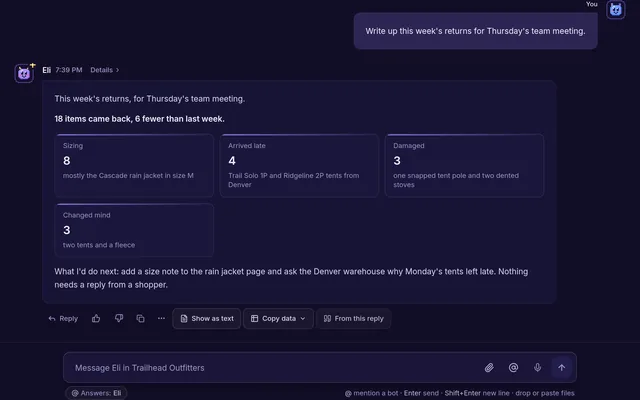 You
Write up this week's returns for Thursday's team meeting.
Eli 7:39 PM Details
This week's returns, for Thursday's team meeting.
18 items came back, 6 fewer than last week.
Sizing
8
mostly the Cascade rain jacket in size M
Arrived late
4
Trail Solo 1P and Ridgeline 2P tents from
Denver
Damaged
3
one snapped tent pole and two dented
stoves
Changed mind
3
two tents and a fleece
What I'd do next: add a size note to the rain jacket page and ask the Denver warehouse why Monday's tents left late. Nothing
needs a reply from a shopper.
Reply
Show as text
Copy data
From this reply
Message Eli in Trailhead Outfitters
@ Answers: Eli
@ mention a bot · Enter send · Shift+Enter new line · drop or paste files